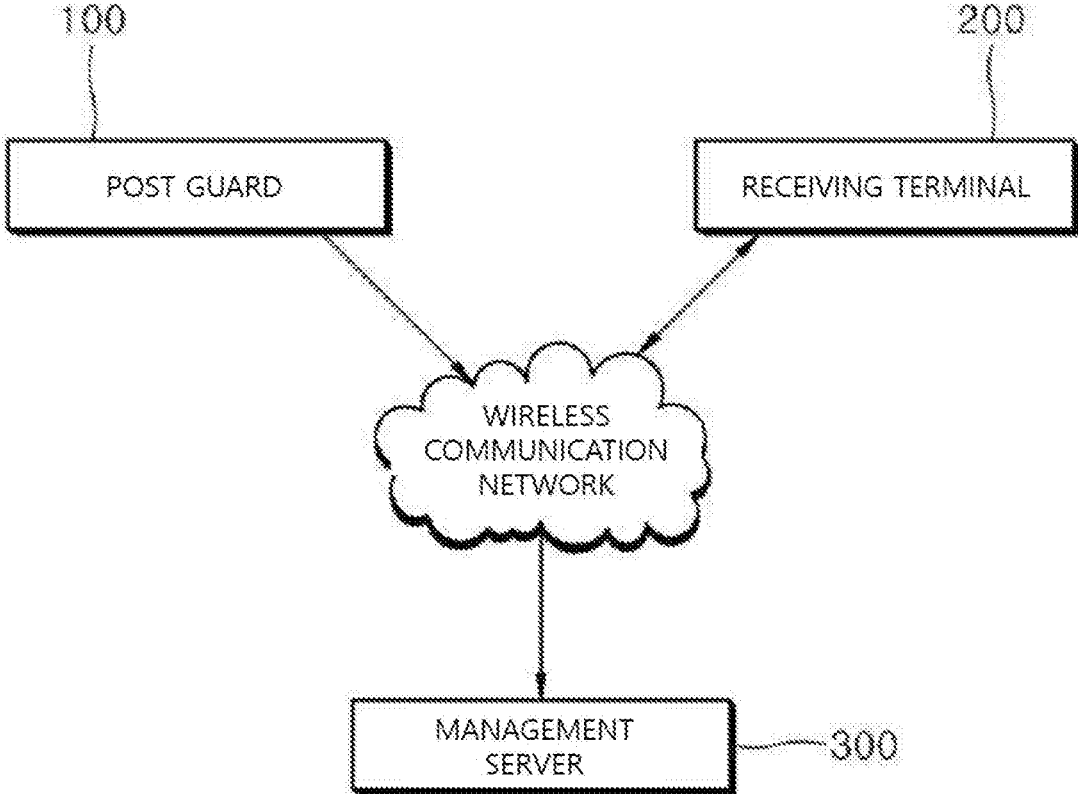 100
200
POST GUARD
RECEIVING TERMINAL
WIRELESS
COMMUNICATION
NETWORK
MANAGEMENT
SERVER
300